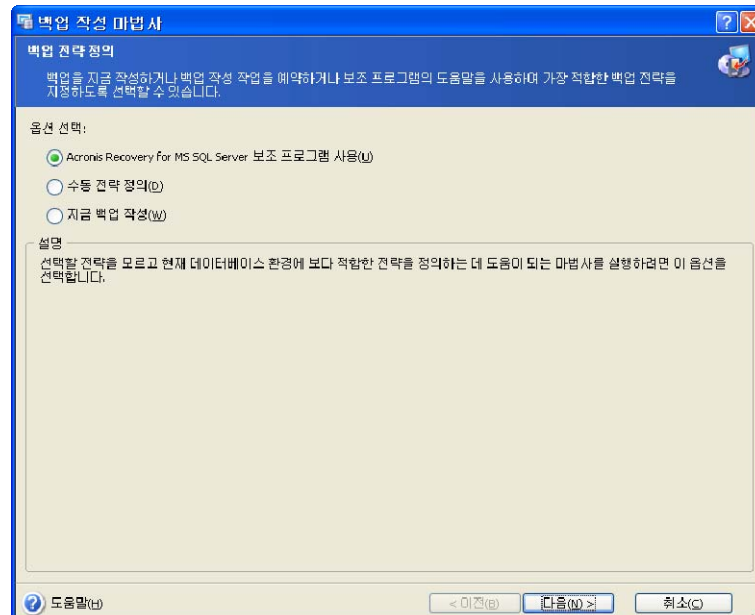 백업 작성 마법사
백업 전략 정의
백업을 지금 작성하거나 백업 작성 작업을 예약하거나 보조 프로그램의 도움말을 사용하여 가장 적합한 백업 전략을
지정하도록 선택할 수 있습니다.
옵션 선택:
Acronis Recovery for MS SQL Server 보조 프로그램 사용(U)
수동 전략 정의(D)
지금 백업 작성(W)
설명
선택할 전략을 모르고 현재 데이터베이스 환경에 보다 적합한 전략을 정의하는 데 도움이 되는 마법사를 실행하려면 이 옵션을
선택합니다.
도움말(H)
< 이전(B)
다음(N) >
취소(C)